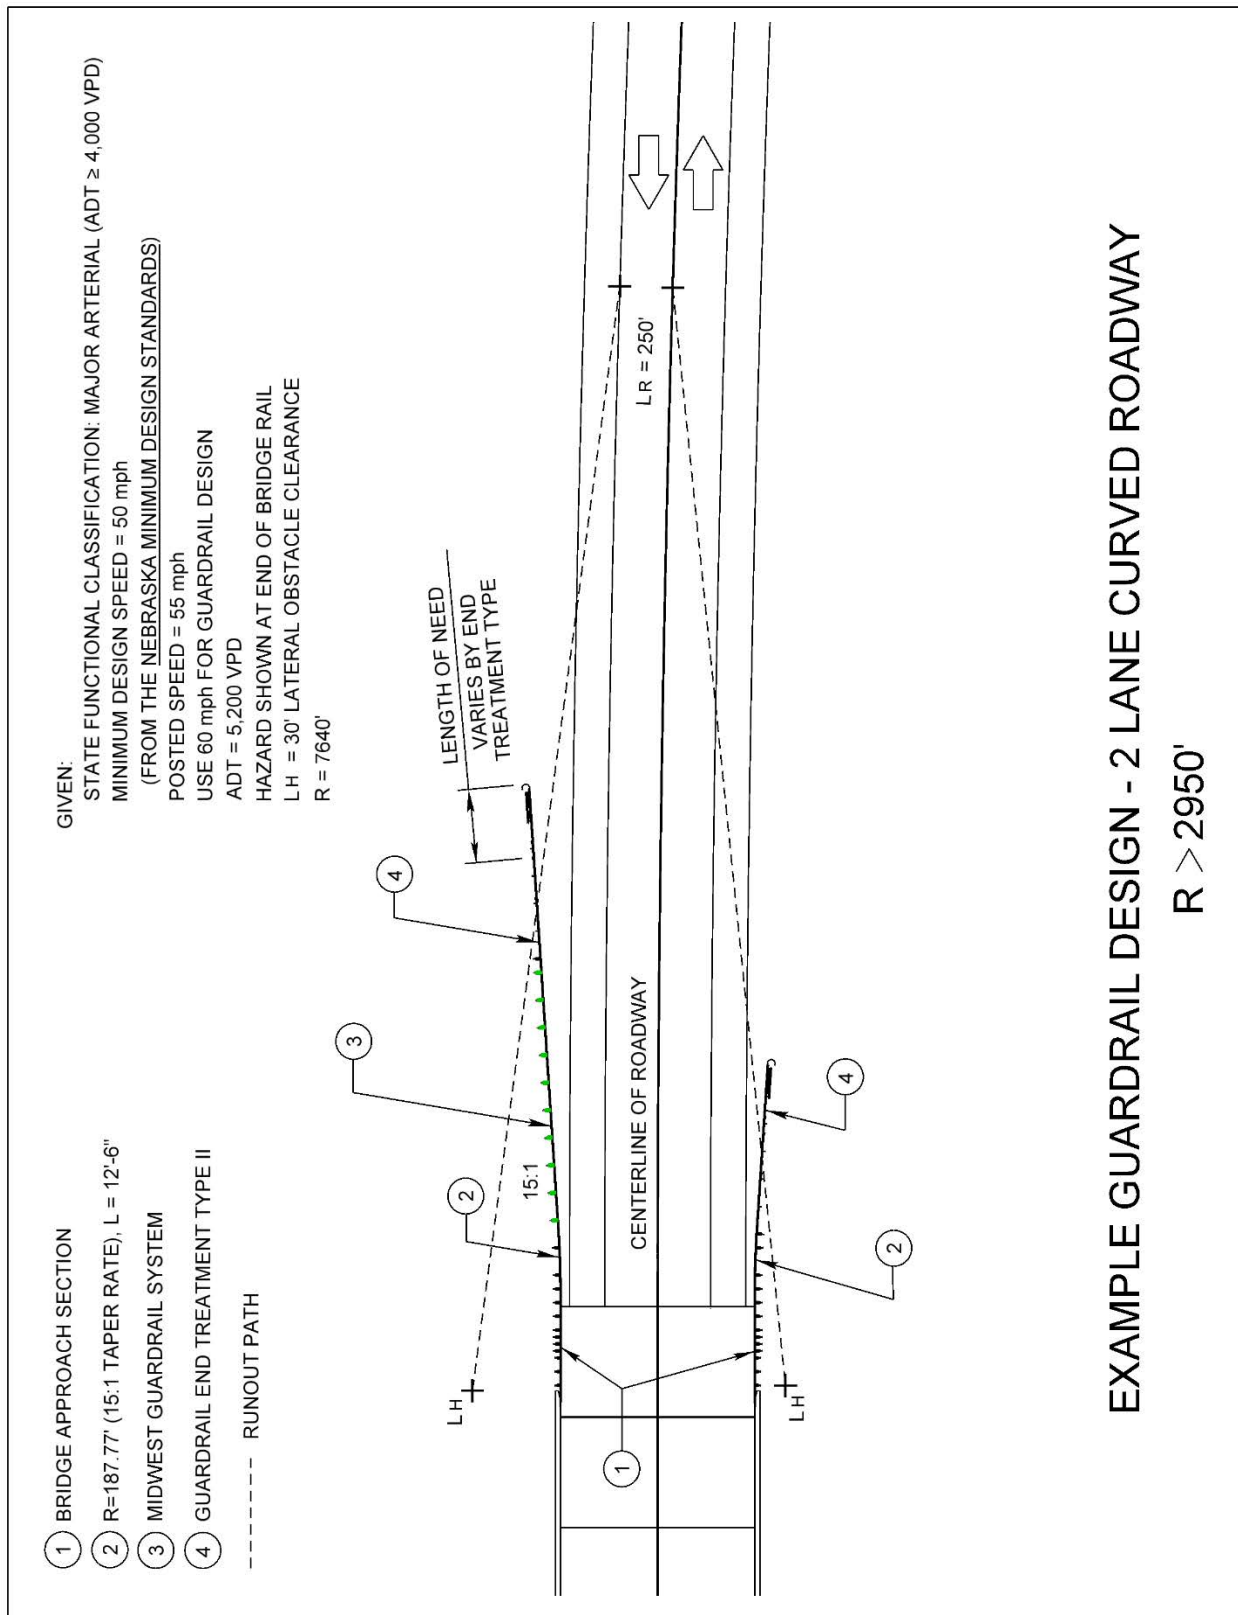 GIVEN:
STATE FUNCTIONAL CLASSIFICATION: MAJOR ARTERIAL (ADT ≥ 4,000 VPD)
MINIMUM DESIGN SPEED = 50 mph
(FROM THE NEBRASKA MINIMUM DESIGN STANDARDS)
POSTED SPEED = 55 mph
USE 60 mph FOR GUARDRAIL DESIGN
ADT = 5,200 VPD
HAZARD SHOWN AT END OF BRIDGE RAIL
LH = 30' LATERAL OBSTACLE CLEARANCE
R = 7640'
1 BRIDGE APPROACH SECTION
2 R=187.77' (15:1 TAPER RATE), L = 12'-6"
3 MIDWEST GUARDRAIL SYSTEM
4 GUARDRAIL END TREATMENT TYPE II
RUNOUT PATH
LENGTH OF NEED
VARIES BY END
TREATMENT TYPE
4
3
2
15:1
LH
LR = 250'
CENTERLINE OF ROADWAY
1
LH
2
4
EXAMPLE GUARDRAIL DESIGN - 2 LANE CURVED ROADWAY
R > 2950'